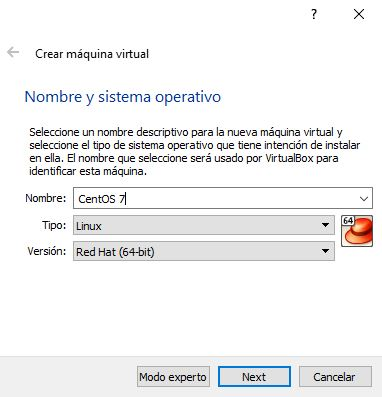 ?
Crear máquina virtual
Nombre y sistema operativo
Seleccione un nombre descriptivo para la nueva máquina virtual y
seleccione el tipo de sistema operativo que tiene intención de instalar
en ella. El nombre que seleccione será usado por VirtualBox para
identificar esta máquina.
Nombre: CentOS 7
Tipo: Linux
64
Versión: Red Hat (64-bit)
Modo experto Next Cancelar